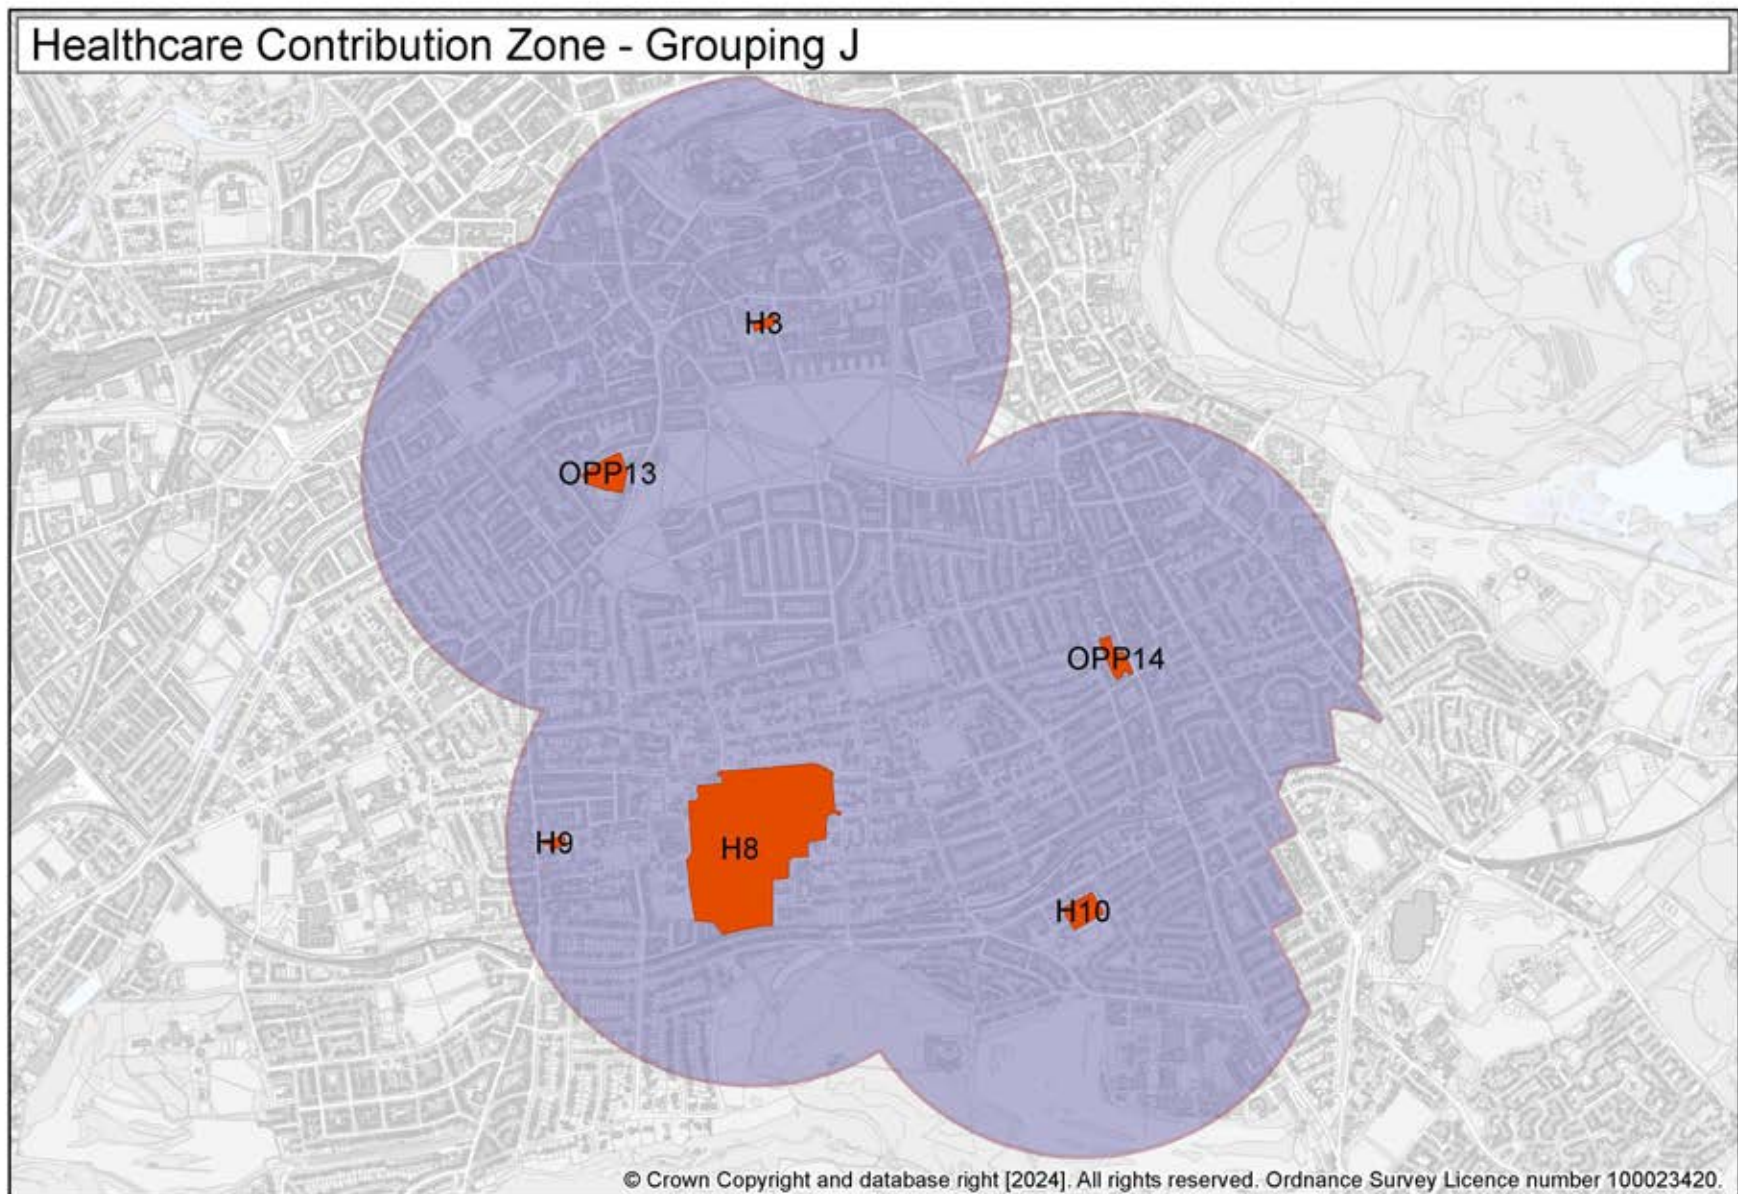 Healthcare Contribution Zone - Grouping J
H3
OPP13
OPP14
H9
H8
H10
© Crown Copyright and database right [2024]. All rights reserved. Ordnance Survey Licence number 100023420.